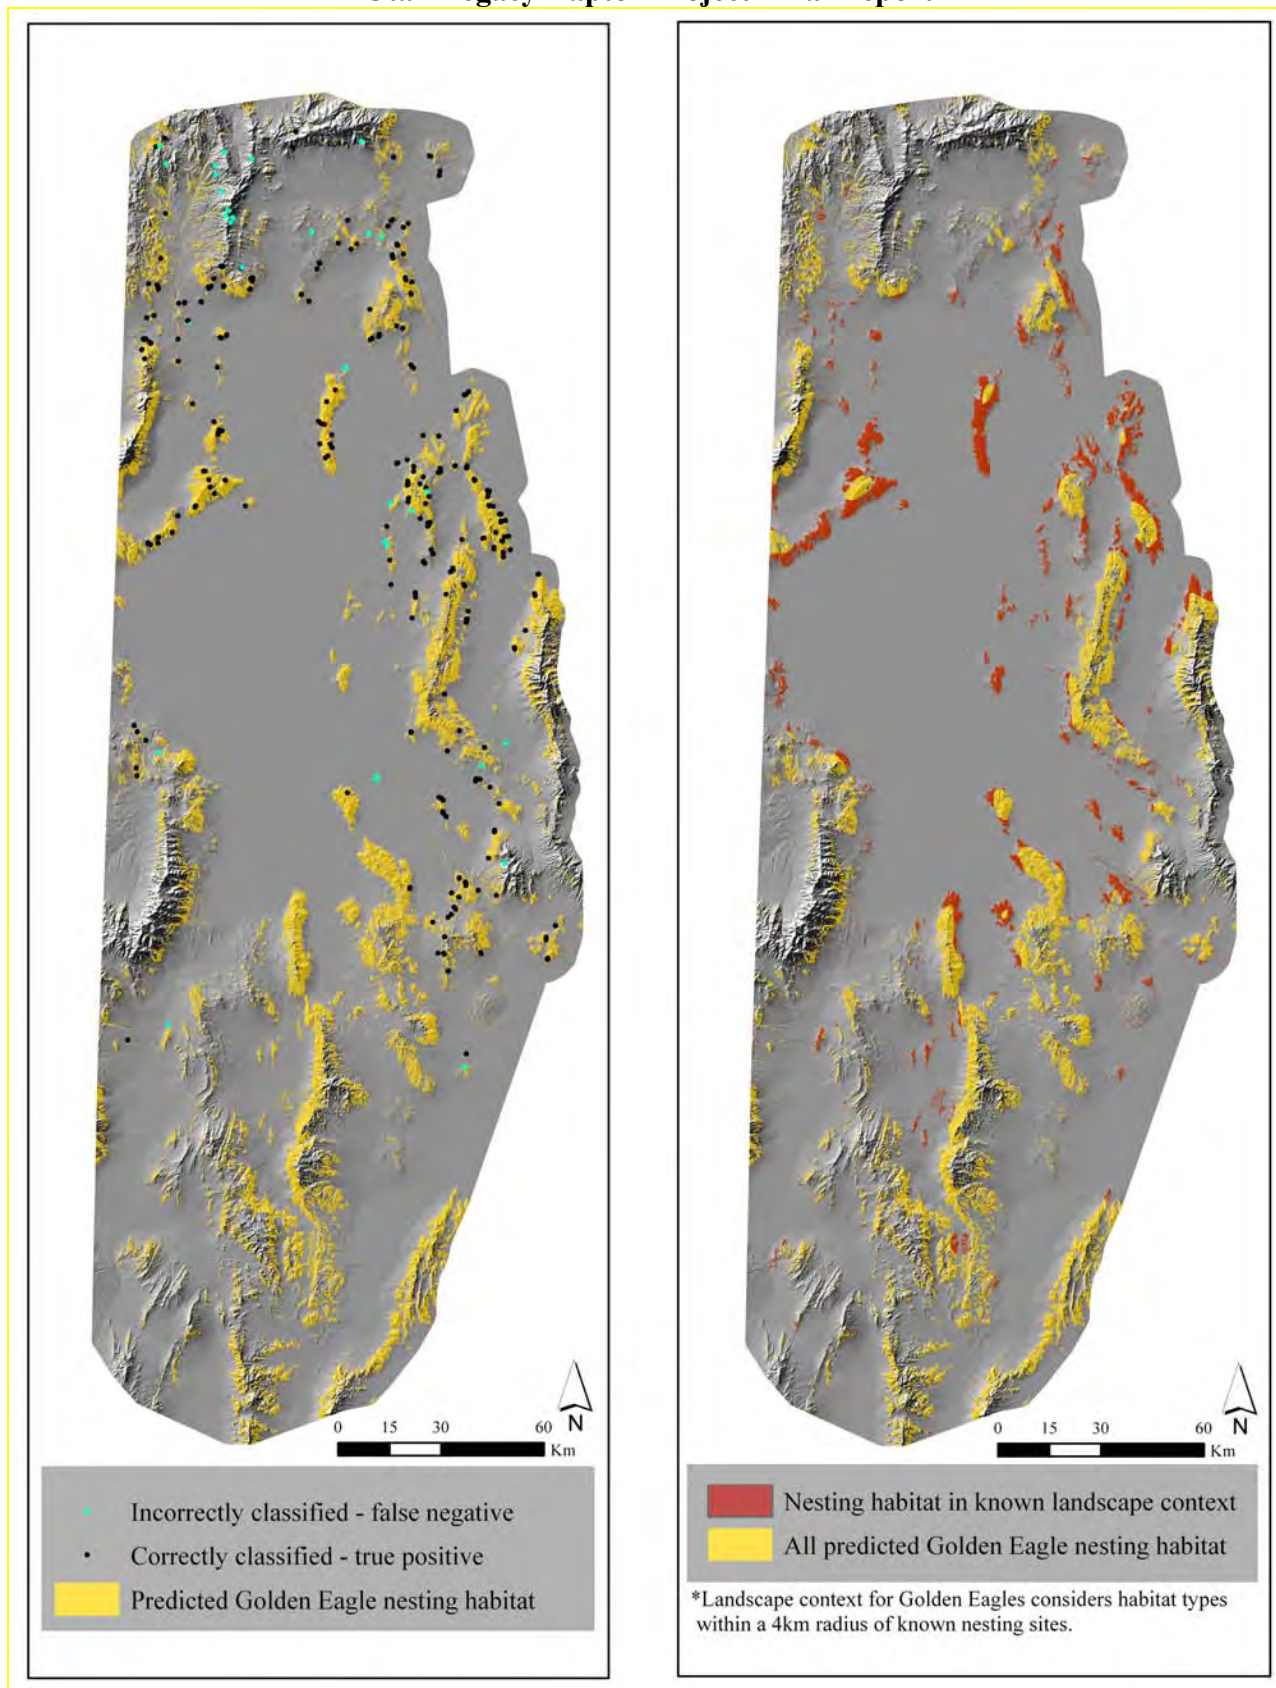 0 15 30 60
Km
N
Incorrectly classified - false negative
Correctly classified - true positive
Predicted Golden Eagle nesting habitat
0 15 30 60
Km
N
Nesting habitat in known landscape context
All predicted Golden Eagle nesting habitat
*Landscape context for Golden Eagles considers habitat types
within a 4km radius of known nesting sites.